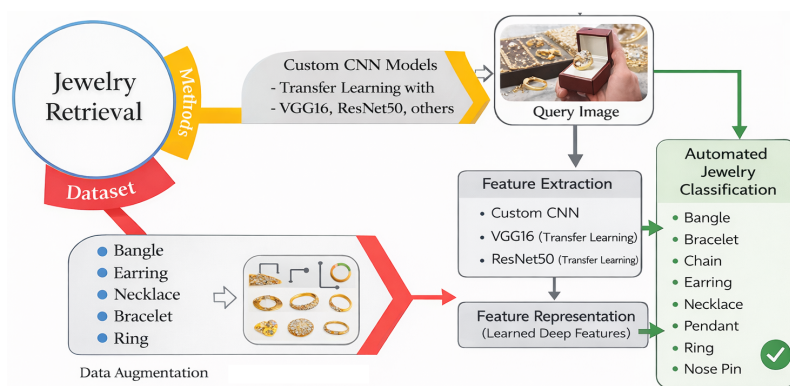 Jewelry
Retrieval
Metrods
Dataset
Custom CNN Models
- Transfer Learning with
- VGG16, ResNet50, others
Query Image
Feature Extraction
• Custom CNN
• VGG16 (Transfer Learning)
• ResNet50 (Transfer Learning)
Feature Representation
(Learned Deep Features)
Automated
Jewelry
Classification
• Bangle
• Bracelet
• Chain
• Earring
• Necklace
• Pendant
• Ring
• Nose Pin
• Bangle
• Earring
• Necklace
• Bracelet
• Ring
Data Augmentation